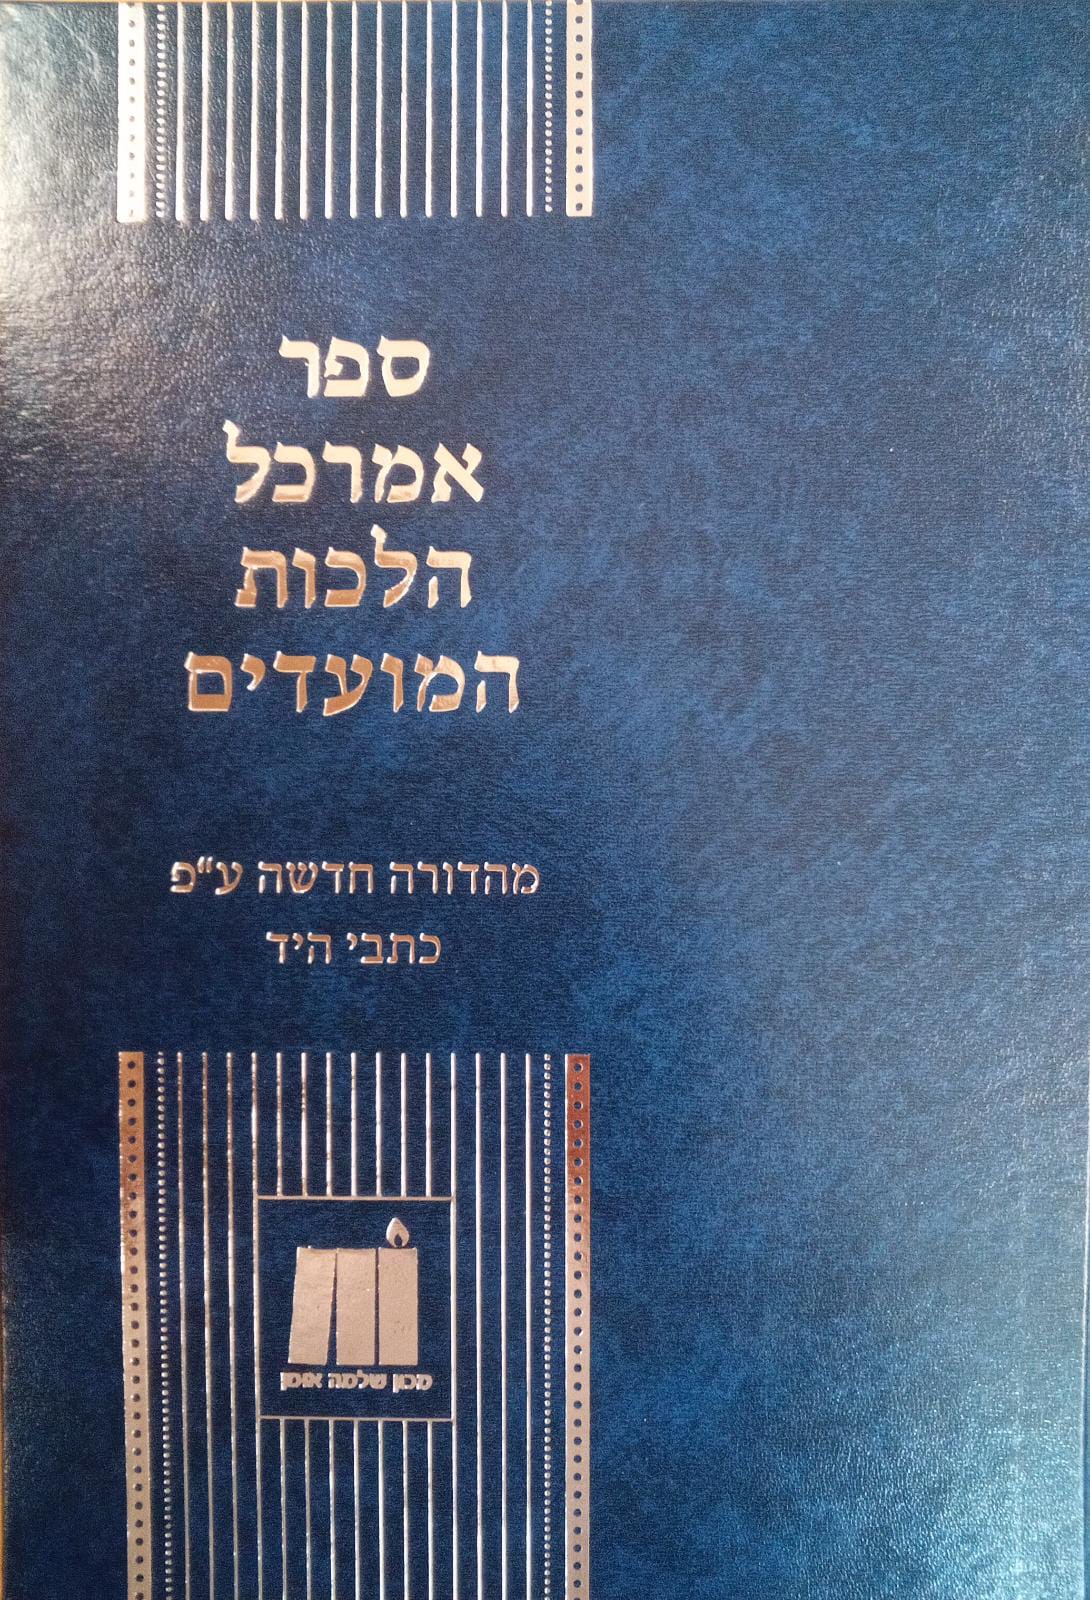 ספר
אמרכל
הלכות
המועדים
מהדורה חדשה ע"פ
כתבי היד
מכון שלמה אומן